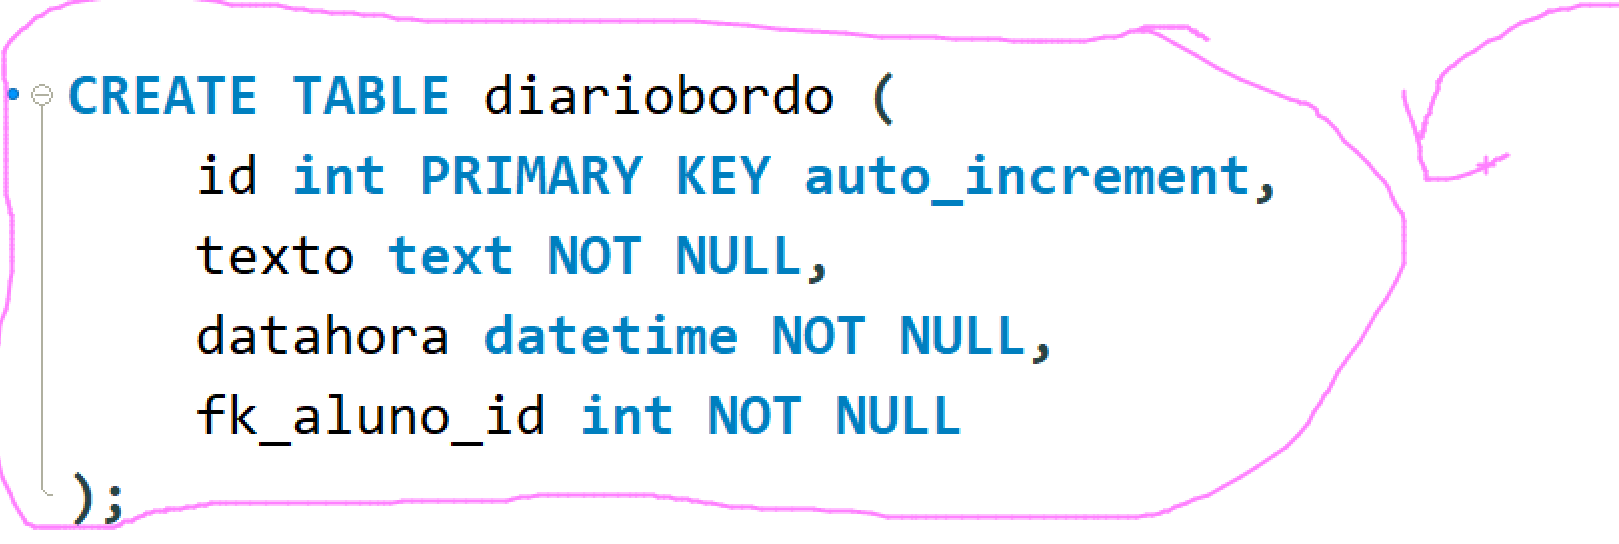 CREATE TABLE diariobordo (
id int PRIMARY KEY auto_increment,
texto text NOT NULL,
datahora datetime NOT NULL,
fk_aluno_id int NOT NULL
);